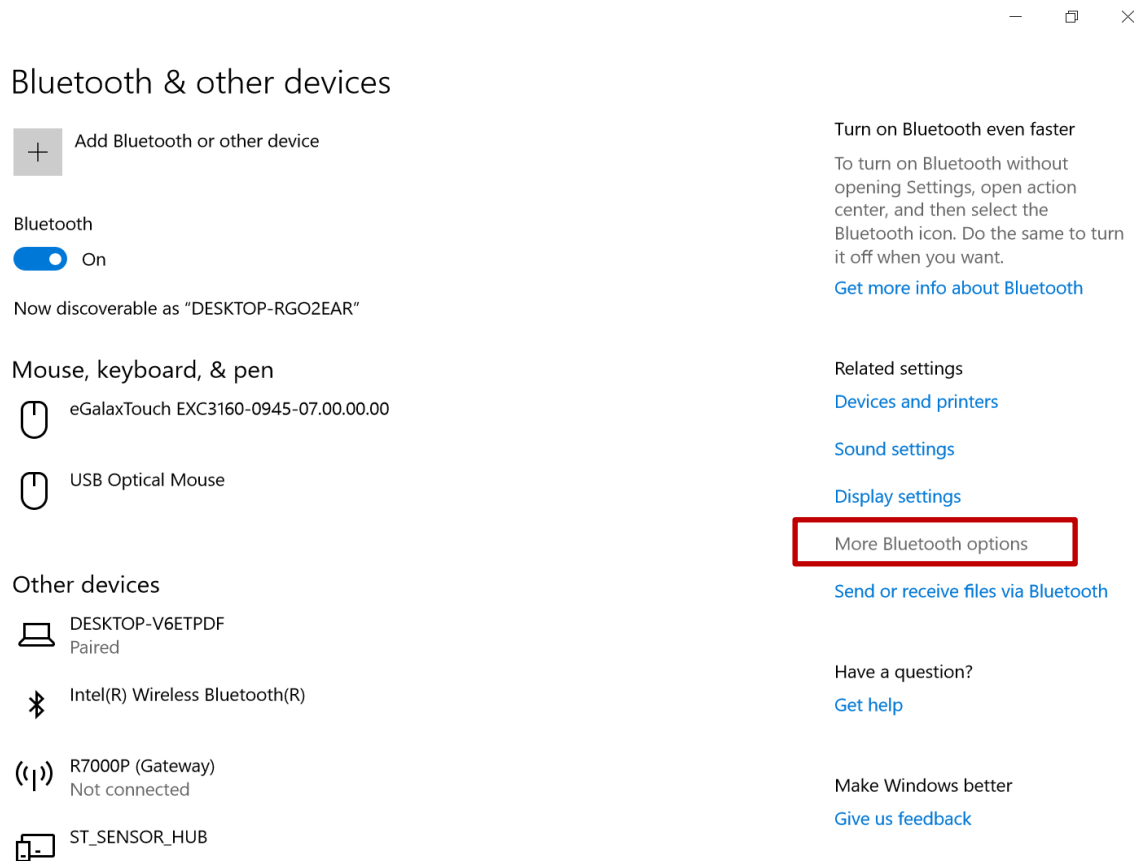 Bluetooth & other devices
Add Bluetooth or other device
Bluetooth
On
Now discoverable as “DESKTOP-RGO2EAR”
Mouse, keyboard, & pen
eGalaxTouch EXC3160-0945-07.00.00.00
USB Optical Mouse
Other devices
DESKTOP-V6ETPDF
Paired
Intel(R) Wireless Bluetooth(R)
R7000P (Gateway)
Not connected
ST_SENSOR_HUB
Turn on Bluetooth even faster
To turn on Bluetooth without
opening Settings, open action
center, and then select the
Bluetooth icon. Do the same to turn
it off when you want.
Get more info about Bluetooth
Related settings
Devices and printers
Sound settings
Display settings
More Bluetooth options
Send or receive files via Bluetooth
Have a question?
Get help
Make Windows better
Give us feedback